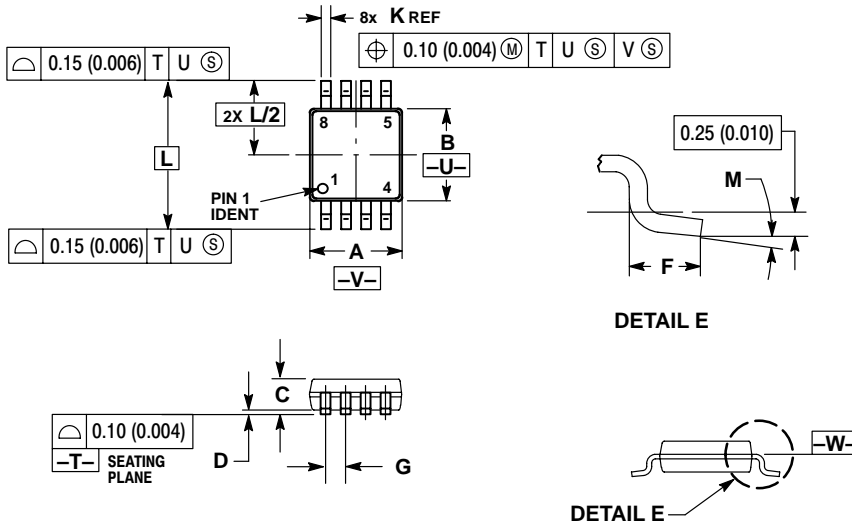 8x K REF
⌖ 0.10 (0.004) Ⓜ T U Ⓢ V Ⓢ
⌓ 0.15 (0.006) T U Ⓢ
2X L/2
8 5
B
–U–
L
1
4
PIN 1
IDENT
⌓ 0.15 (0.006) T U Ⓢ
A
–V–
0.25 (0.010)
M
F
DETAIL E
C
⌓ 0.10 (0.004)
–T– SEATING
PLANE
D
G
–W–
DETAIL E